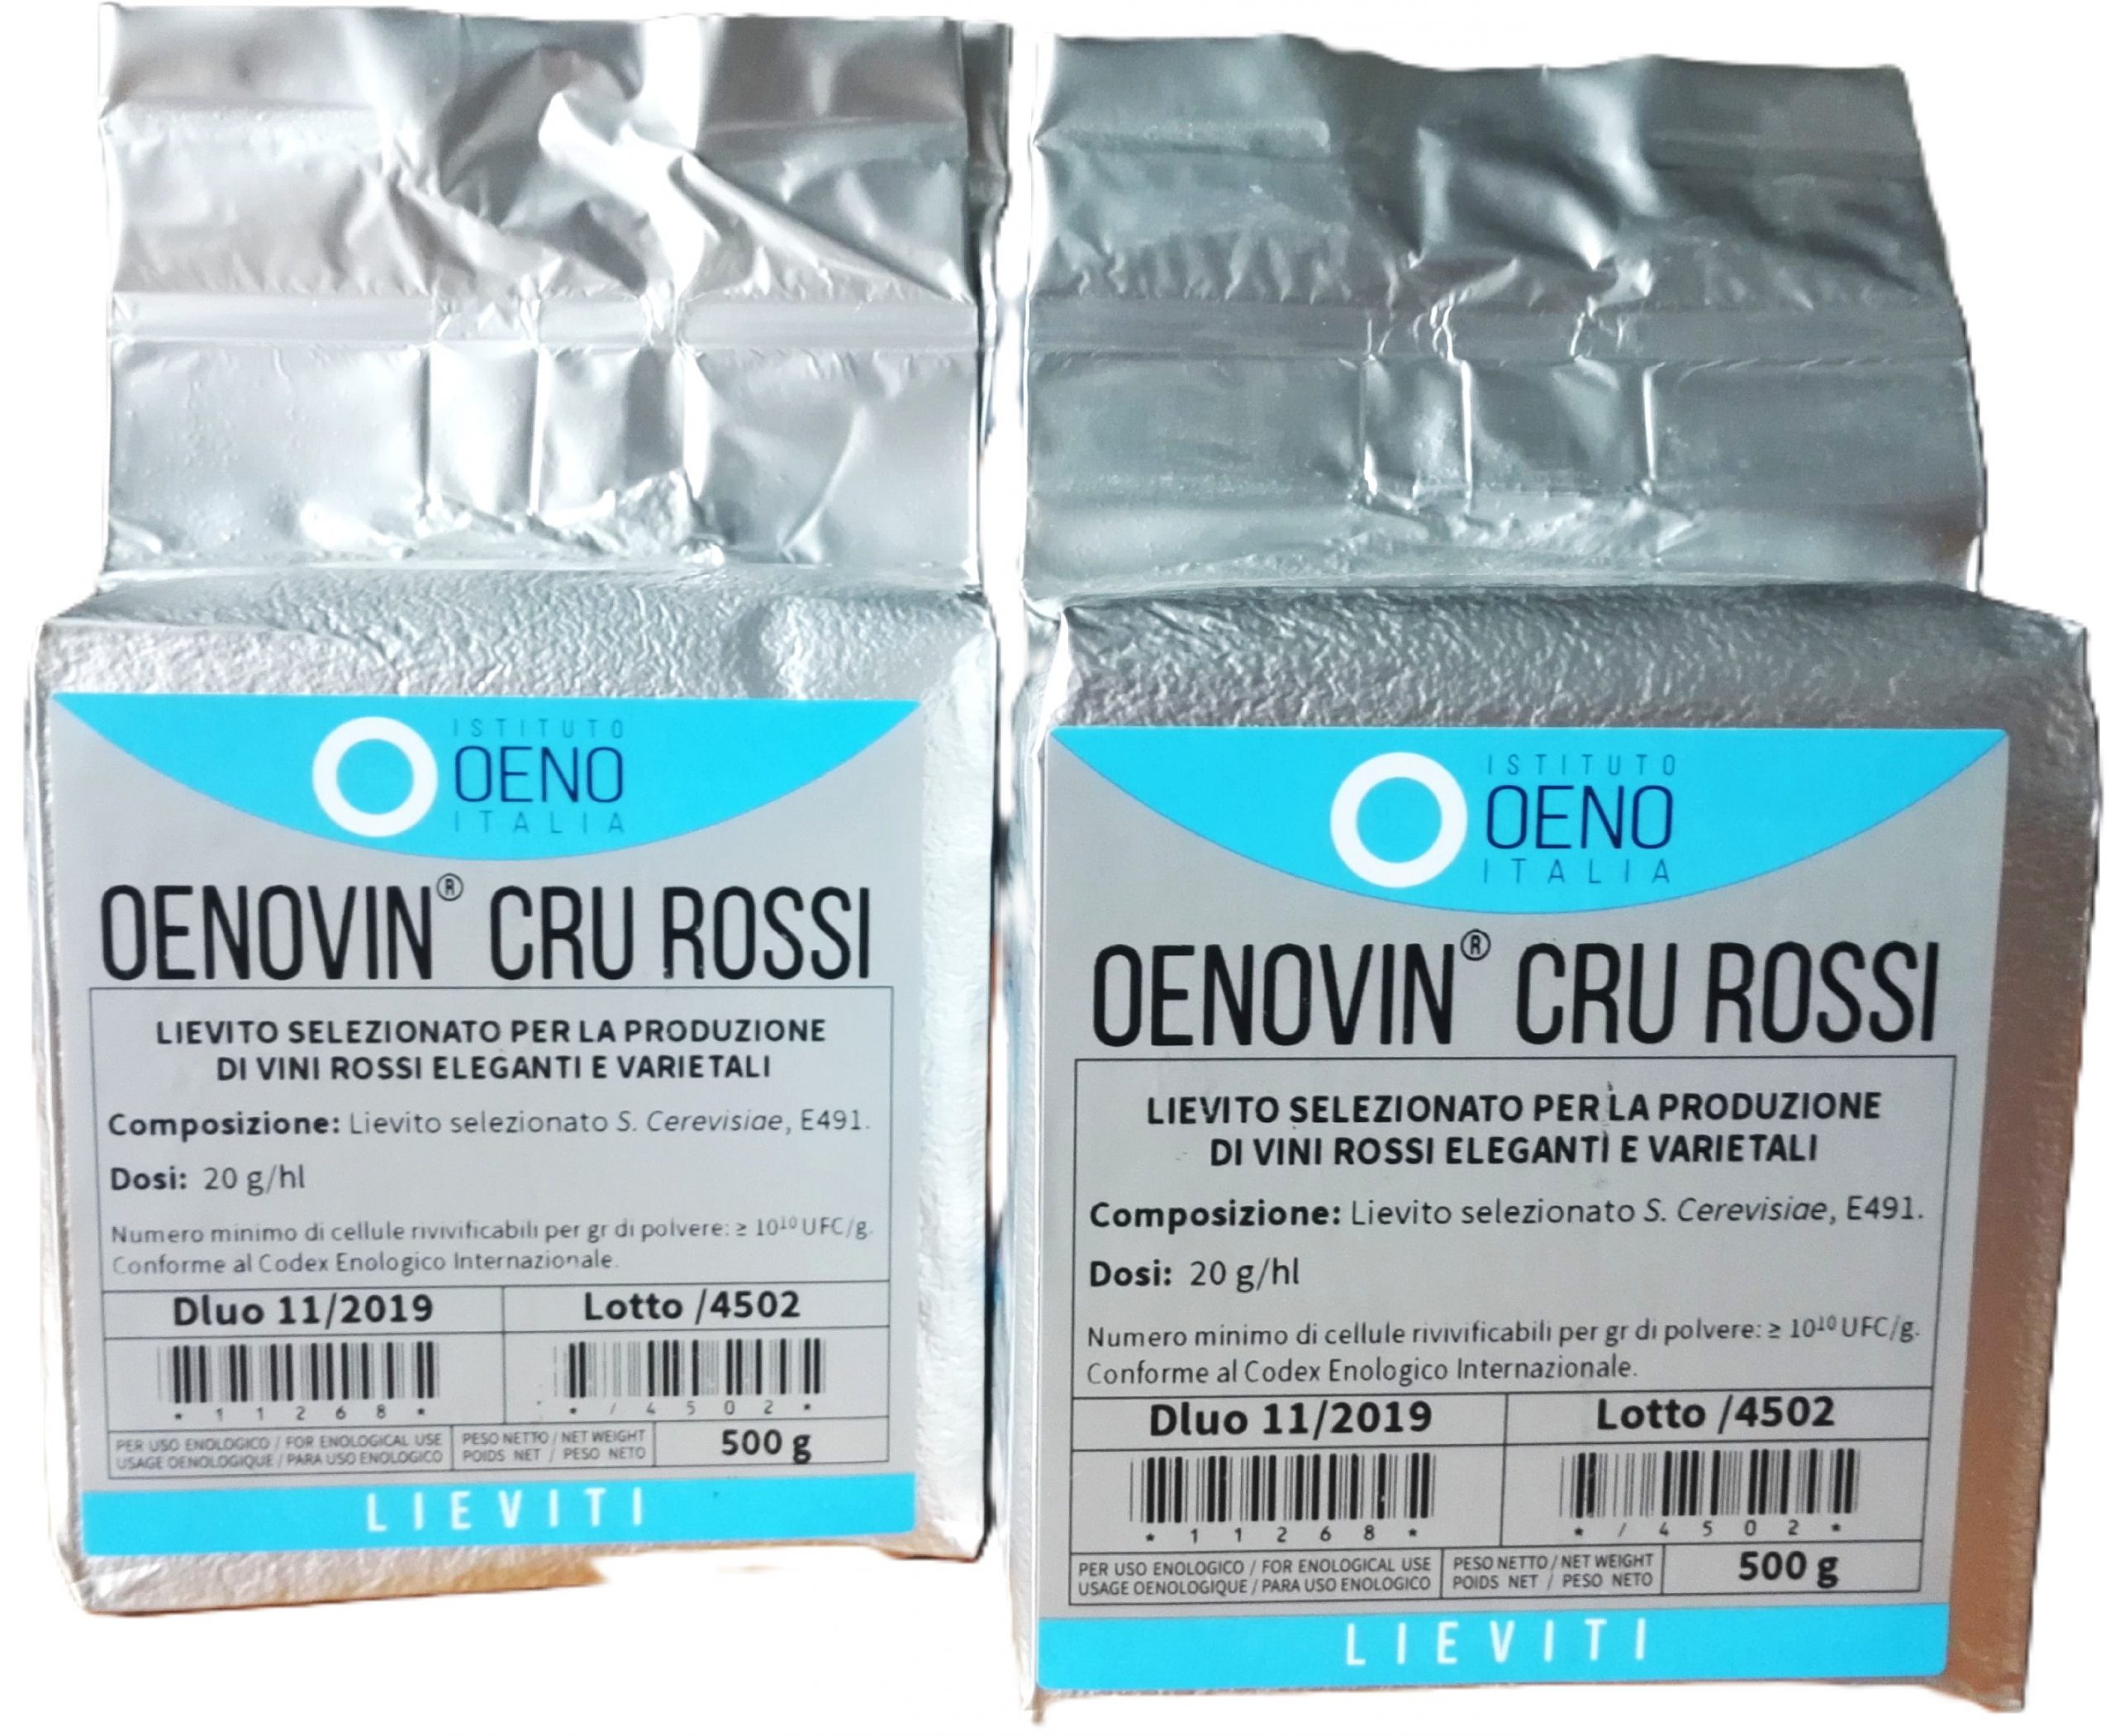 ISTITUTO
OENO
ITALIA
OENOVIN® CRU ROSSI
LIEVITO SELEZIONATO PER LA PRODUZIONE
DI VINI ROSSI ELEGANTI E VARIETALI
Composizione: Lievito selezionato S. Cerevisiae, E491.
Dosi: 20 g/hl
Numero minimo di cellule rivivificabili per gr di polvere: ≥ 10¹⁰ UFC/g.
Conforme al Codex Enologico Internazionale.
Dluo 11/2019
Lotto /4502
* 1 1 2 6 8 *
* / 4 5 0 2 *
PER USO ENOLOGICO / FOR ENOLOGICAL USE
USAGE OENOLOGIQUE / PARA USO ENOLOGICO
PESO NETTO / NET WEIGHT
POIDS NET / PESO NETO
500 g
LIEVITI
ISTITUTO
OENO
ITALIA
OENOVIN® CRU ROSSI
LIEVITO SELEZIONATO PER LA PRODUZIONE
DI VINI ROSSI ELEGANTI E VARIETALI
Composizione: Lievito selezionato S. Cerevisiae, E491.
Dosi: 20 g/hl
Numero minimo di cellule rivivificabili per gr di polvere: ≥ 10¹⁰ UFC/g.
Conforme al Codex Enologico Internazionale.
Dluo 11/2019
Lotto /4502
* 1 1 2 6 8 *
* / 4 5 0 2 *
PER USO ENOLOGICO / FOR ENOLOGICAL USE
USAGE OENOLOGIQUE / PARA USO ENOLOGICO
PESO NETTO / NET WEIGHT
POIDS NET / PESO NETO
500 g
LIEVITI